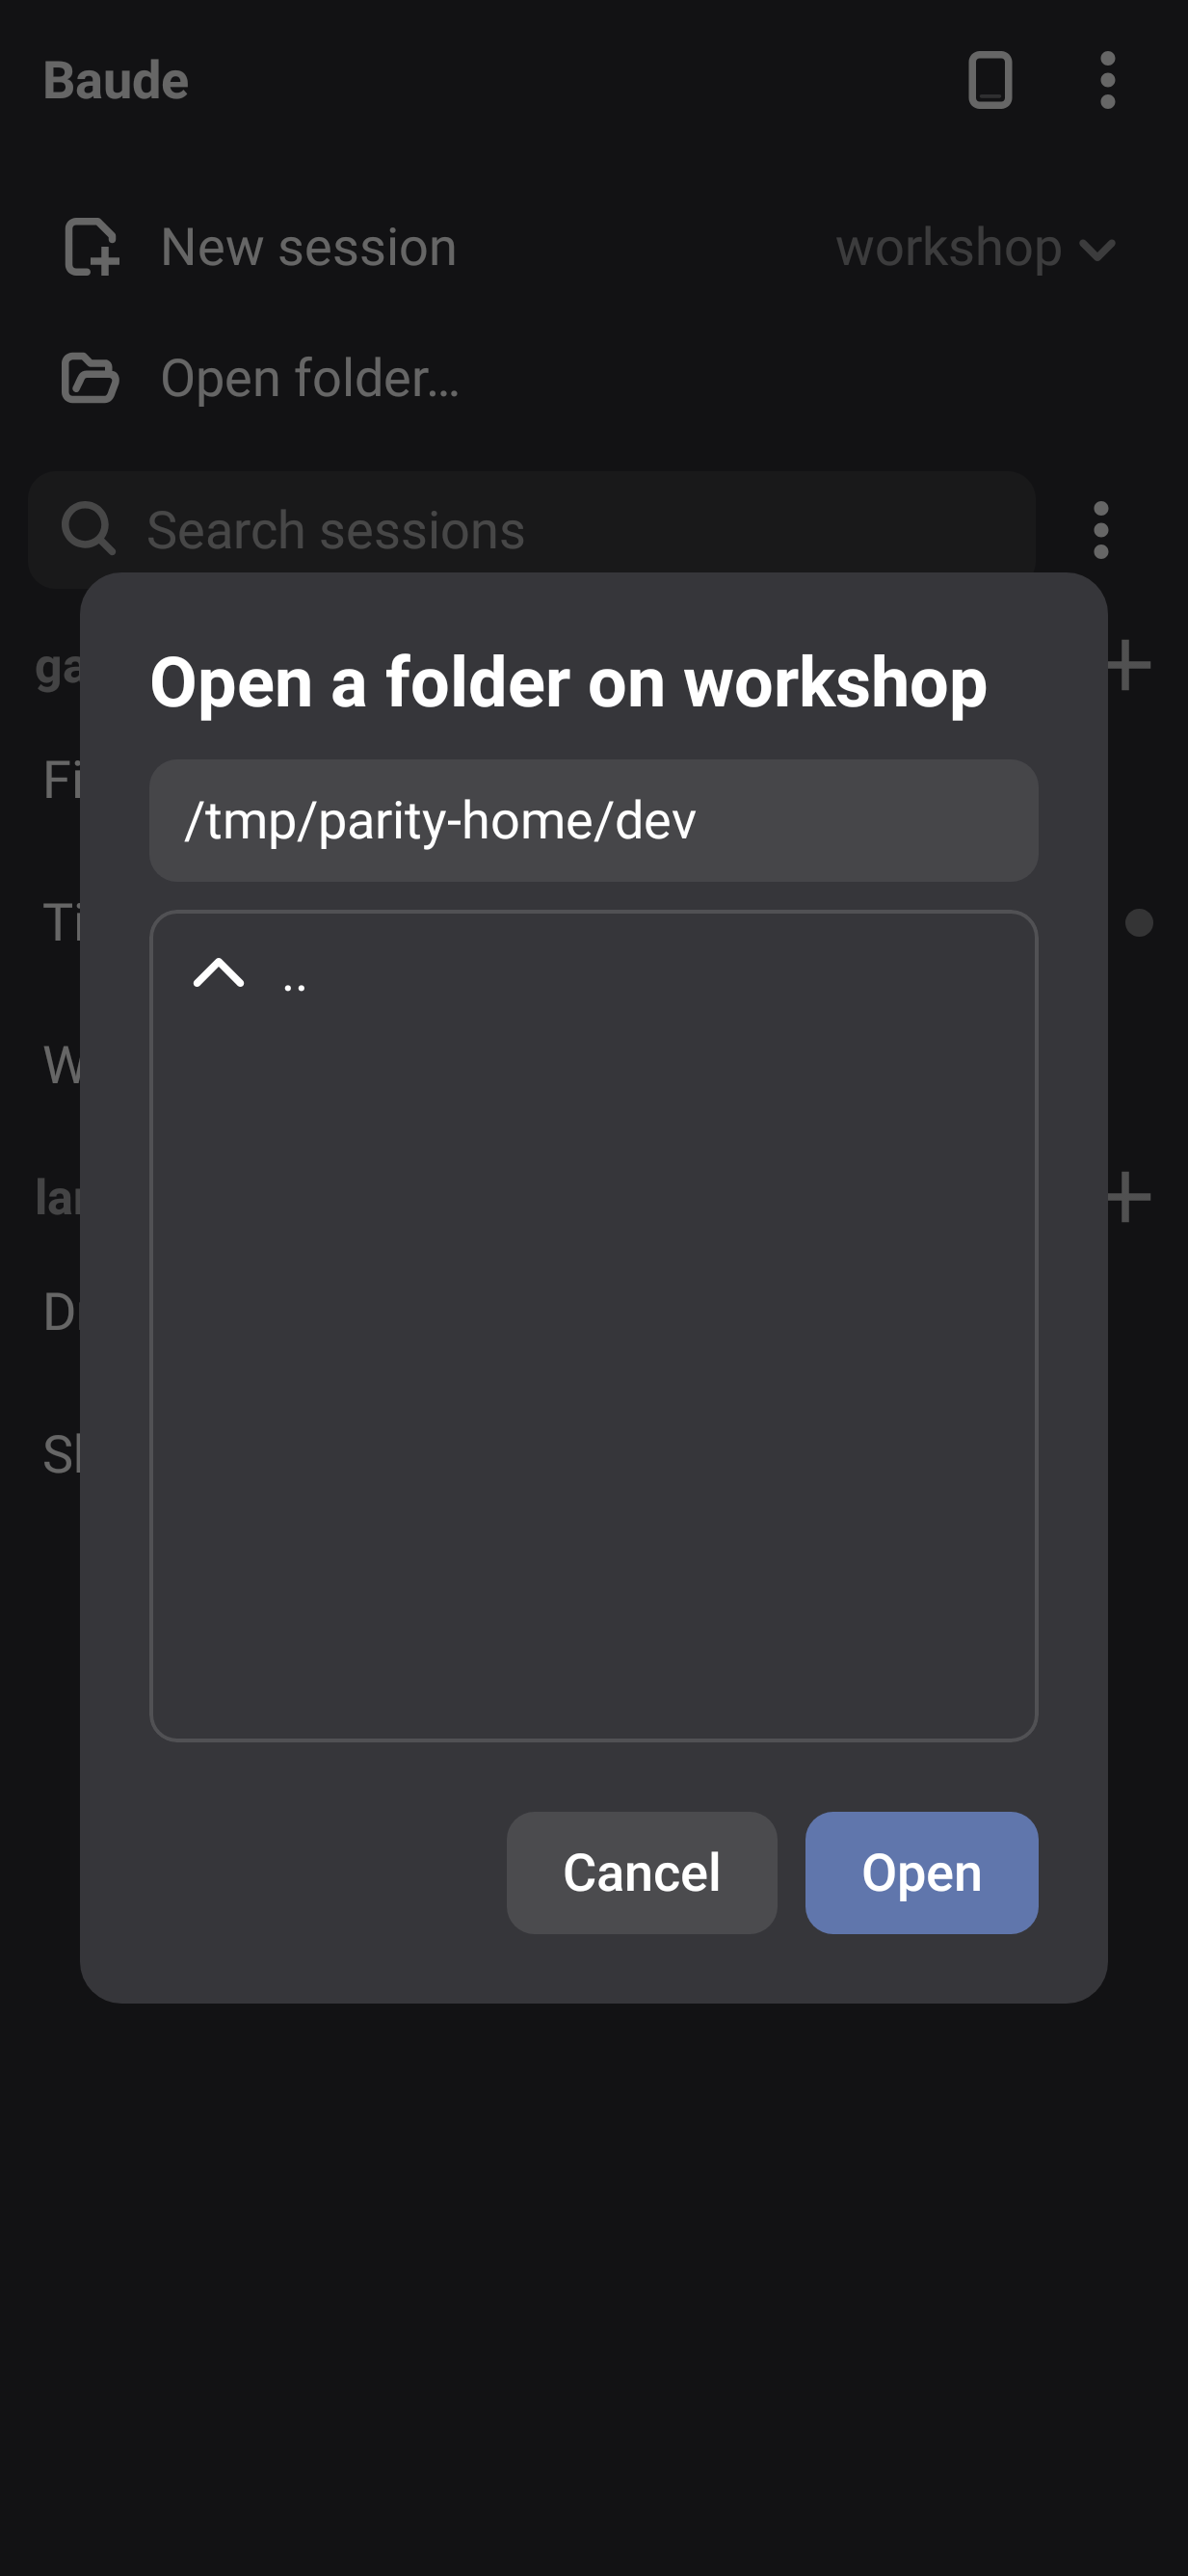 Baude
New session
workshop
Open folder...
Search sessions
Open a folder on workshop
/tmp/parity-home/dev
..
Cancel
Open